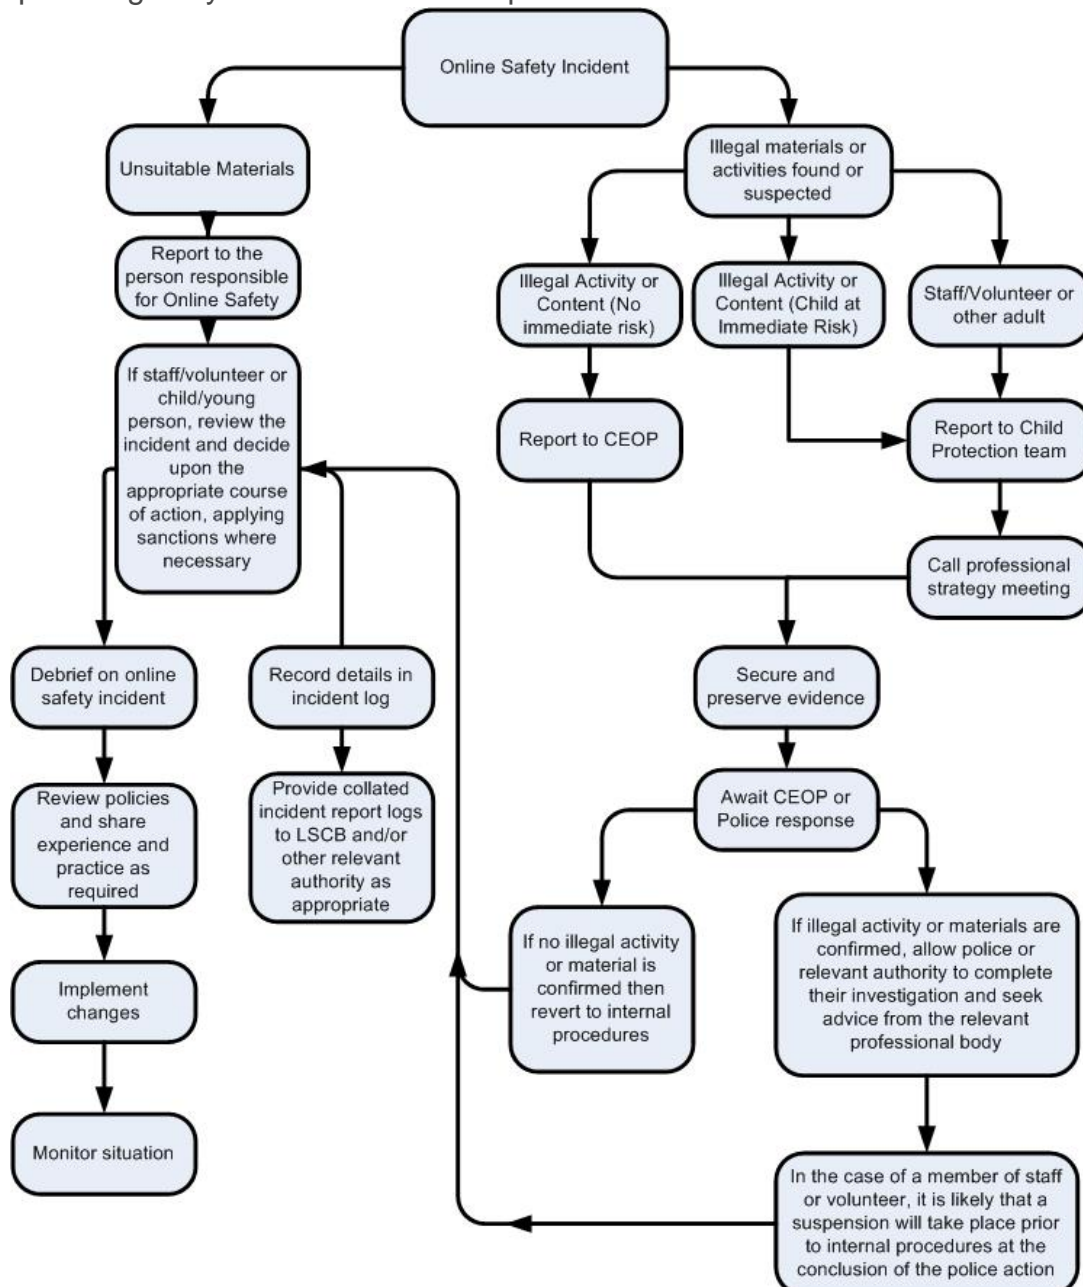 Online Safety Incident
Unsuitable Materials
Report to the
person responsible
for Online Safety
If staff/volunteer or
child/young
person, review the
incident and decide
upon the
appropriate course
of action, applying
sanctions where
necessary
Debrief on online
safety incident
Review policies
and share
experience and
practice as
required
Implement
changes
Monitor situation
Record details in
incident log
Provide collated
incident report logs
to LSCB and/or
other relevant
authority as
appropriate
Illegal materials or
activities found or
suspected
Illegal Activity or
Content (No
immediate risk)
Illegal Activity or
Content (Child at
Immediate Risk)
Staff/Volunteer or
other adult
Report to CEOP
Report to Child
Protection team
Call professional
strategy meeting
Secure and
preserve evidence
Await CEOP or
Police response
If no illegal activity
or material is
confirmed then
revert to internal
procedures
If illegal activity or materials are
confirmed, allow police or
relevant authority to complete
their investigation and seek
advice from the relevant
professional body
In the case of a member of staff
or volunteer, it is likely that a
suspension will take place prior
to internal procedures at the
conclusion of the police action